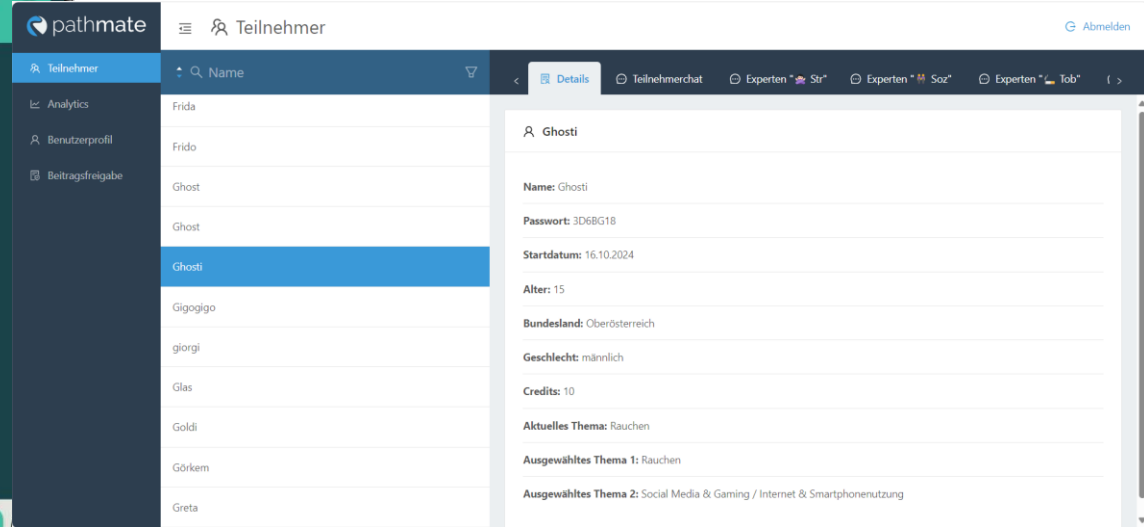 pathmate
Teilnehmer
Abmelden
Teilnehmer
Analytics
Benutzerprofil
Beitragsfreigabe
Name
Frida
Frido
Ghost
Ghost
Ghosti
Gigogigo
giorgi
Glas
Goldi
Görkem
Greta
Details
Teilnehmerchat
Experten " Str"
Experten " Soz"
Experten " Tob"
Ghosti
Name: Ghosti
Passwort: 3D6BG18
Startdatum: 16.10.2024
Alter: 15
Bundesland: Oberösterreich
Geschlecht: männlich
Credits: 10
Aktuelles Thema: Rauchen
Ausgewähltes Thema 1: Rauchen
Ausgewähltes Thema 2: Social Media & Gaming / Internet & Smartphonenutzung